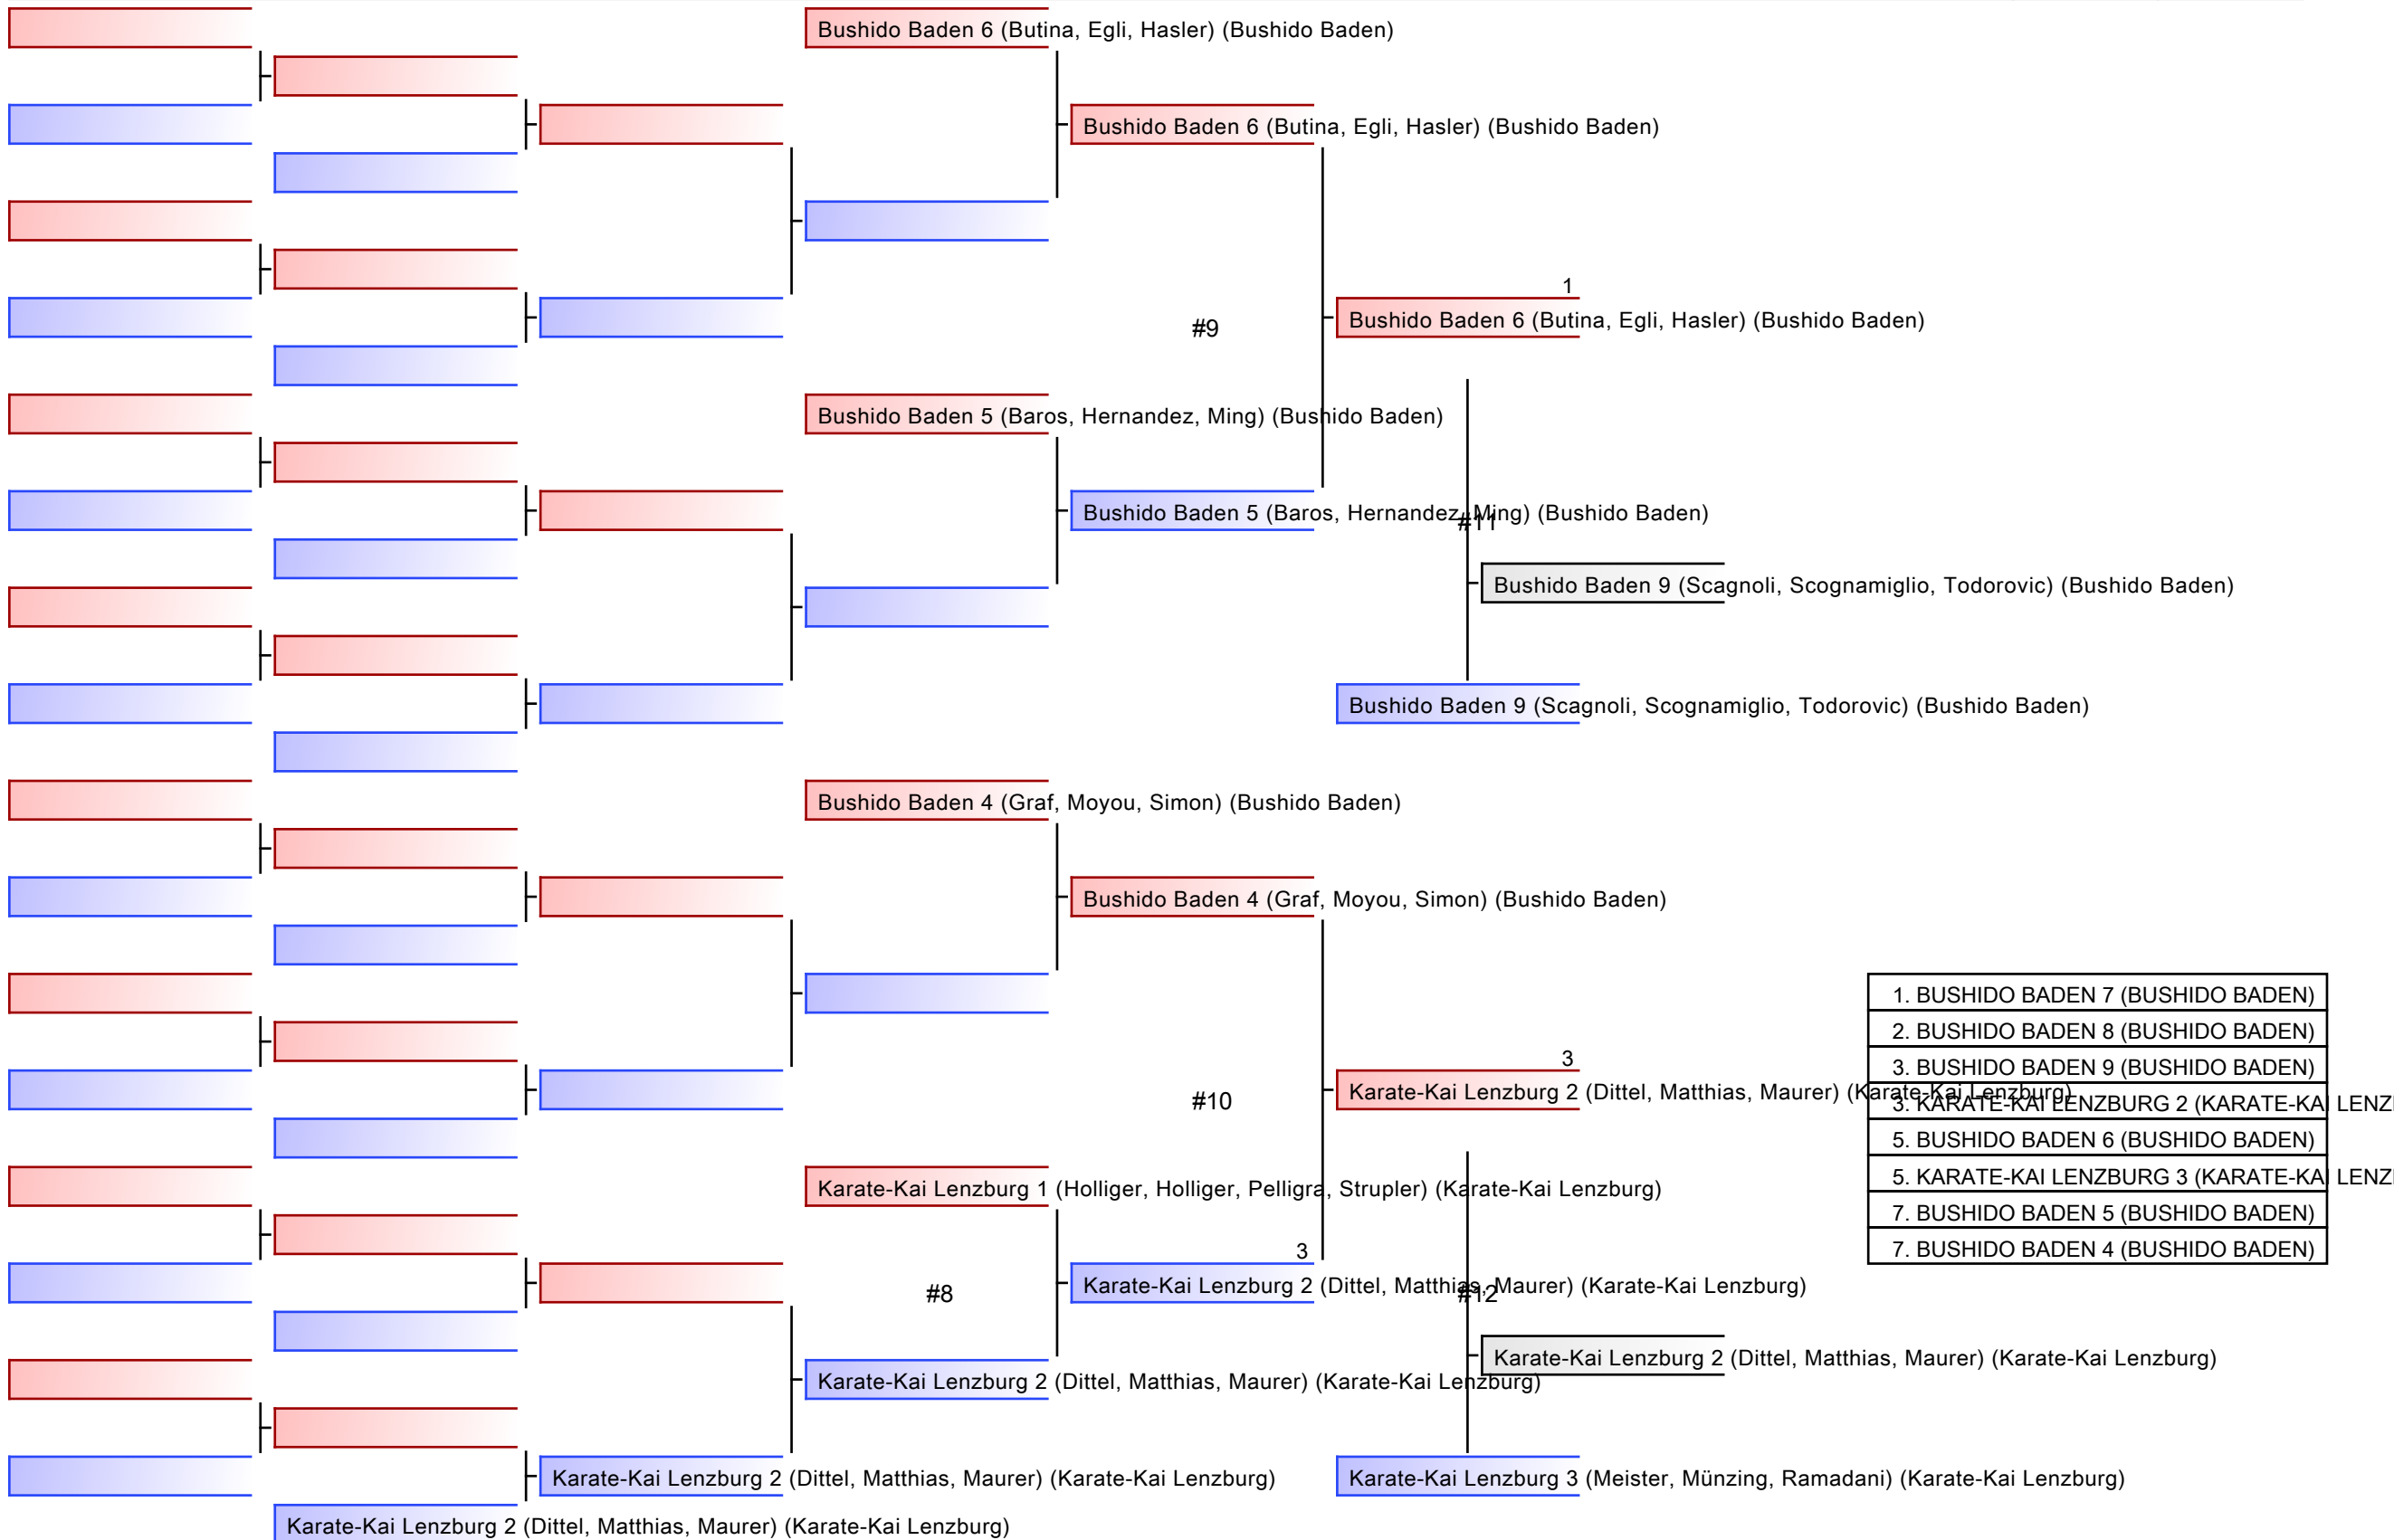 Bushido Baden 6 (Butina, Egli, Hasler) (Bushido Baden)
Bushido Baden 6 (Butina, Egli, Hasler) (Bushido Baden)
1
#9
Bushido Baden 6 (Butina, Egli, Hasler) (Bushido Baden)
Bushido Baden 5 (Baros, Hernandez, Ming) (Bushido Baden)
Bushido Baden 5 (Baros, Hernandez, Ming) (Bushido Baden)
#11
Bushido Baden 9 (Scagnoli, Scognamiglio, Todorovic) (Bushido Baden)
Bushido Baden 9 (Scagnoli, Scognamiglio, Todorovic) (Bushido Baden)
Bushido Baden 4 (Graf, Moyou, Simon) (Bushido Baden)
Bushido Baden 4 (Graf, Moyou, Simon) (Bushido Baden)
3
#10
Karate-Kai Lenzburg 2 (Dittel, Matthias, Maurer) (Karate-Kai Lenzburg)
Karate-Kai Lenzburg 1 (Holliger, Holliger, Pelligra, Strupler) (Karate-Kai Lenzburg)
3
#8
Karate-Kai Lenzburg 2 (Dittel, Matthias, Maurer) (Karate-Kai Lenzburg)
#12
Karate-Kai Lenzburg 2 (Dittel, Matthias, Maurer) (Karate-Kai Lenzburg)
Karate-Kai Lenzburg 2 (Dittel, Matthias, Maurer) (Karate-Kai Lenzburg)
Karate-Kai Lenzburg 2 (Dittel, Matthias, Maurer) (Karate-Kai Lenzburg)
Karate-Kai Lenzburg 3 (Meister, Münzing, Ramadani) (Karate-Kai Lenzburg)
Karate-Kai Lenzburg 2 (Dittel, Matthias, Maurer) (Karate-Kai Lenzburg)
1. BUSHIDO BADEN 7 (BUSHIDO BADEN)
2. BUSHIDO BADEN 8 (BUSHIDO BADEN)
3. BUSHIDO BADEN 9 (BUSHIDO BADEN)
3. KARATE-KAI LENZBURG 2 (KARATE-KAI LENZ
5. BUSHIDO BADEN 6 (BUSHIDO BADEN)
5. KARATE-KAI LENZBURG 3 (KARATE-KAI LENZ
7. BUSHIDO BADEN 5 (BUSHIDO BADEN)
7. BUSHIDO BADEN 4 (BUSHIDO BADEN)